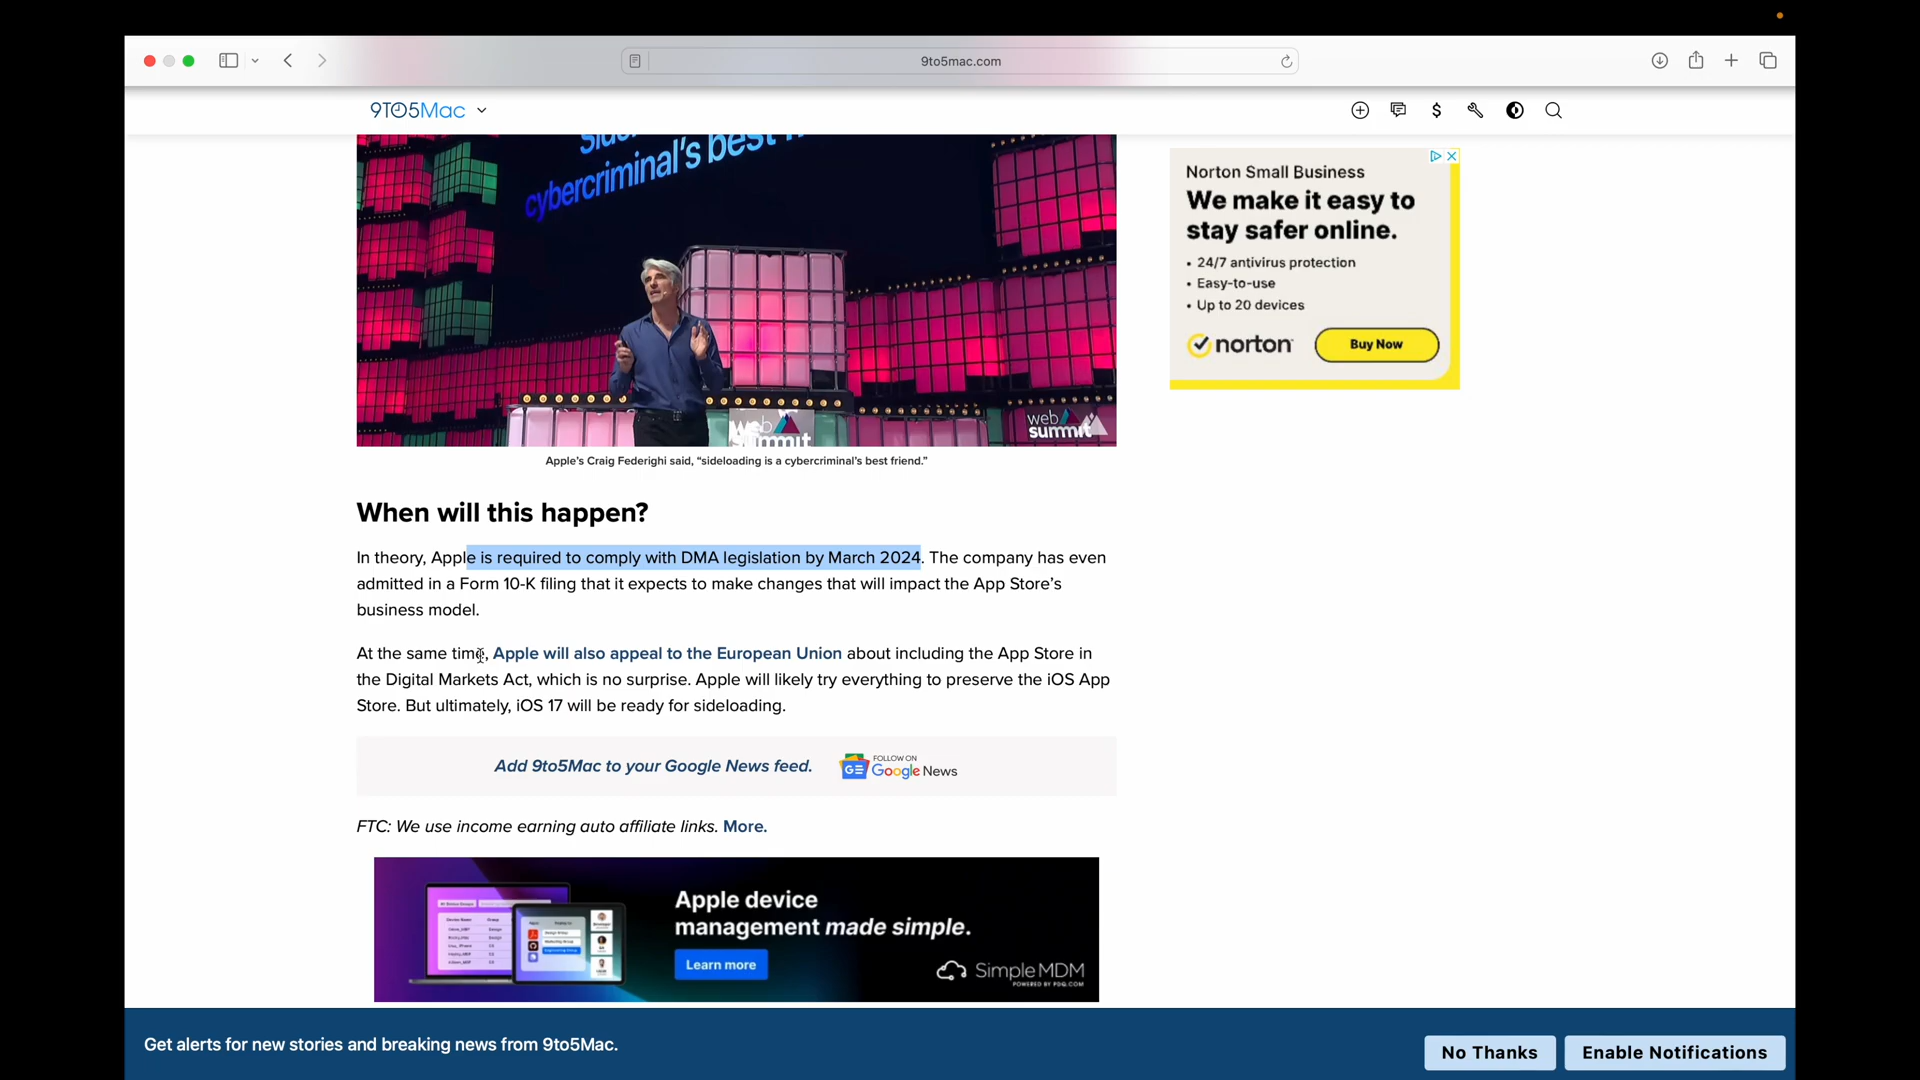 9to5mac.com
9TO5Mac
cybercriminal's best
web
summit
web
summit
Apple's Craig Federighi said, “sideloading is a cybercriminal's best friend.”
When will this happen?
In theory, Apple is required to comply with DMA legislation by March 2024. The company has even
admitted in a Form 10-K filing that it expects to make changes that will impact the App Store's
business model.
At the same time, Apple will also appeal to the European Union about including the App Store in
the Digital Markets Act, which is no surprise. Apple will likely try everything to preserve the iOS App
Store. But ultimately, iOS 17 will be ready for sideloading.
Add 9to5Mac to your Google News feed.
FOLLOW ON
GE Google News
FTC: We use income earning auto affiliate links. More.
Apple device
management made simple.
Learn more
SimpleMDM
POWERED BY PDQ.COM
Norton Small Business
We make it easy to
stay safer online.
• 24/7 antivirus protection
• Easy-to-use
• Up to 20 devices
norton
Buy Now
Get alerts for new stories and breaking news from 9to5Mac.
No Thanks
Enable Notifications